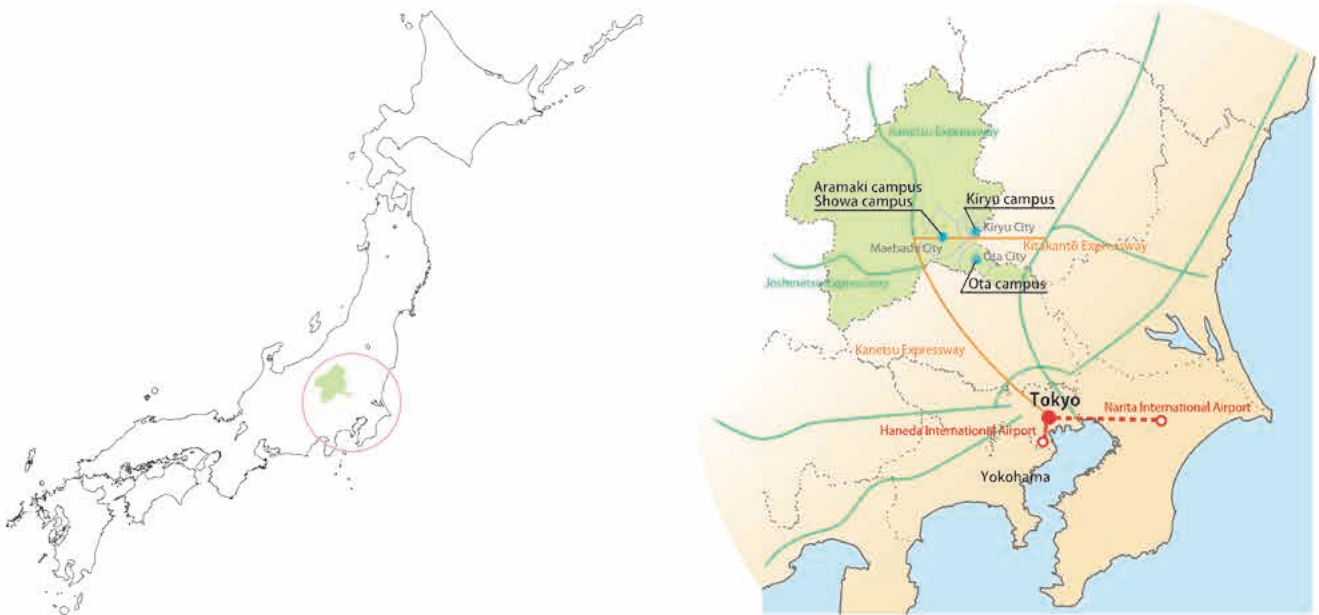 Kanetsu Expressway
Aramaki campus
Showa campus
Kiryu campus
Kiryu City
Maebashi City
Kitakantō Expressway
Ota City
Joshinetsu Expressway
Ota campus
Kanetsu Expressway
Tokyo
Narita International Airport
Haneda International Airport
Yokohama